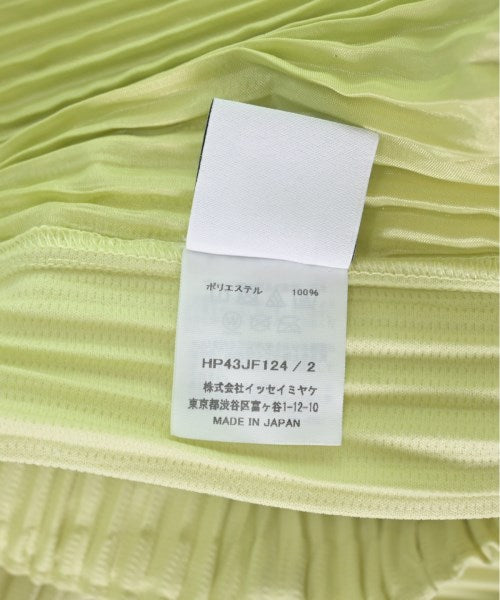 ポリエステル 100%
HP43JF124 / 2
株式会社イッセイミヤケ
東京都渋谷区富ヶ谷1-12-10
MADE IN JAPAN